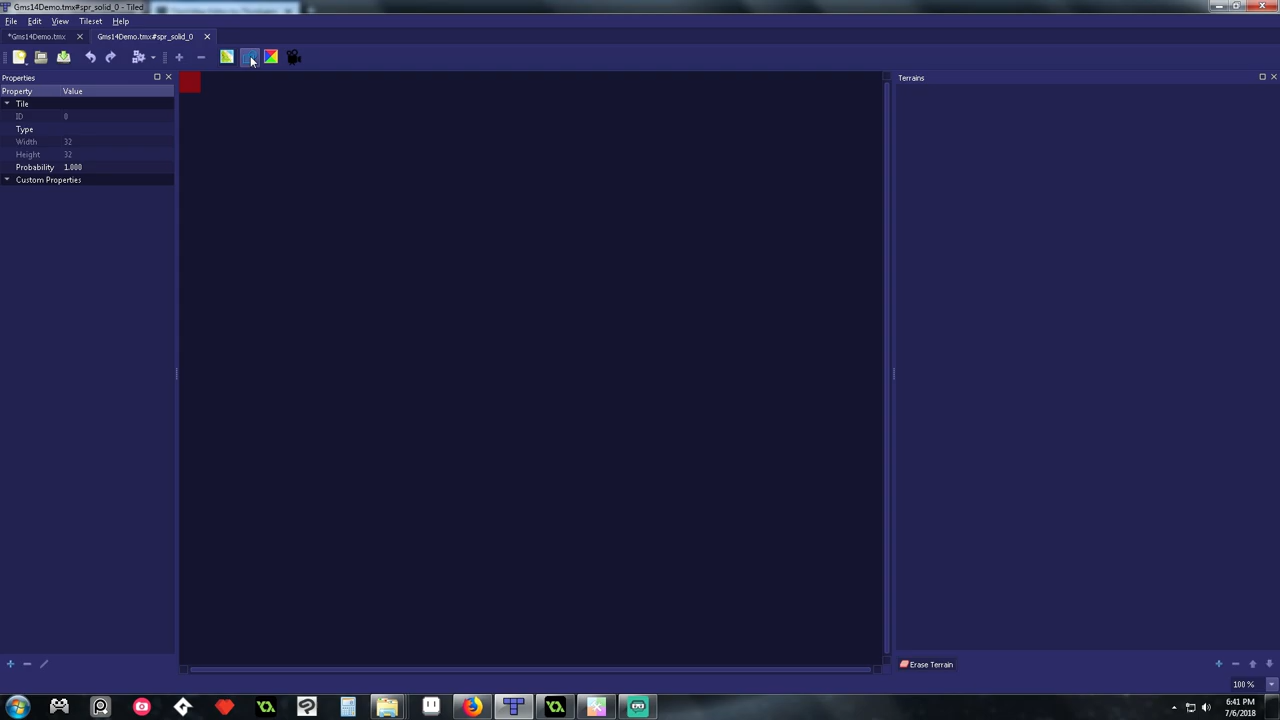 Gms14Demo.tmx#spr_solid_0 - Tiled
File Edit View Tileset Help
*Gms14Demo.tmx Gms14Demo.tmx#spr_solid_0
Properties
Property Value
Tile
ID 0
Type
Width 32
Height 32
Probability 1.000
Custom Properties
Terrains
Erase Terrain
100 %
6:41 PM
7/6/2018